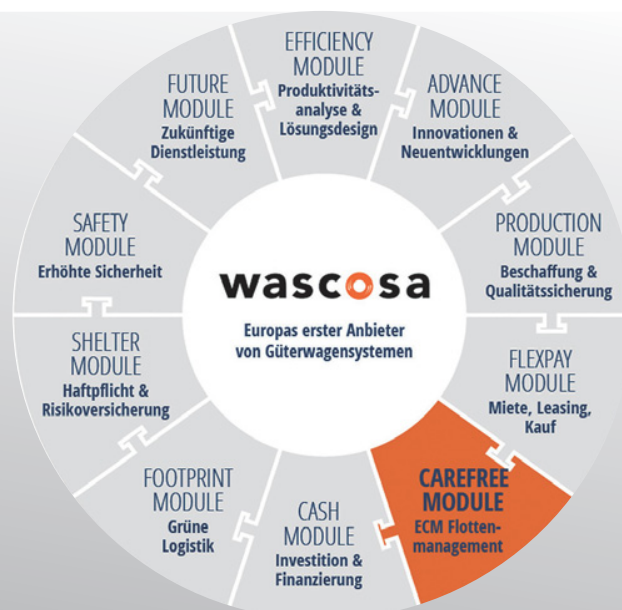 EFFICIENCY
MODULE
Produktivitäts-
analyse &
Lösungsdesign
ADVANCE
MODULE
Innovationen &
Neuentwicklungen
PRODUCTION
MODULE
Beschaffung &
Qualitätssicherung
FLEXPAY
MODULE
Miete, Leasing,
Kauf
CAREFREE
MODULE
ECM Flotten-
management
CASH
MODULE
Investition &
Finanzierung
FOOTPRINT
MODULE
Grüne
Logistik
SHELTER
MODULE
Haftpflicht &
Risikoversicherung
SAFETY
MODULE
Erhöhte Sicherheit
FUTURE
MODULE
Zukünftige
Dienstleistung
wascosa
Europas erster Anbieter
von Güterwagensystemen